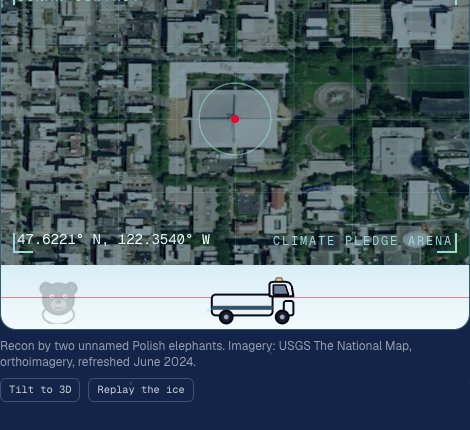 47.6221° N, 122.3540° W
CLIMATE PLEDGE ARENA
Recon by two unnamed Polish elephants. Imagery: USGS The National Map,
orthoimagery, refreshed June 2024.
Tilt to 3D
Replay the ice